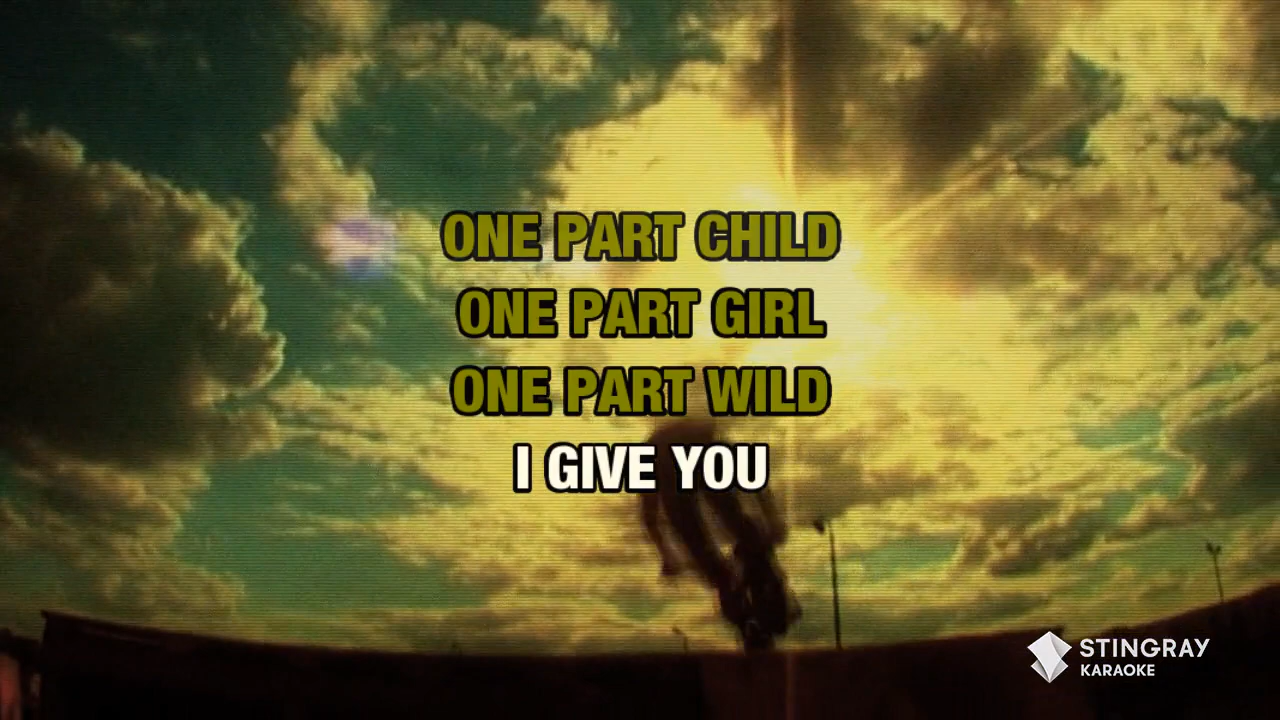 ONE PART CHILD
ONE PART GIRL
ONE PART WILD
I GIVE YOU
STINGRAY
KARAOKE